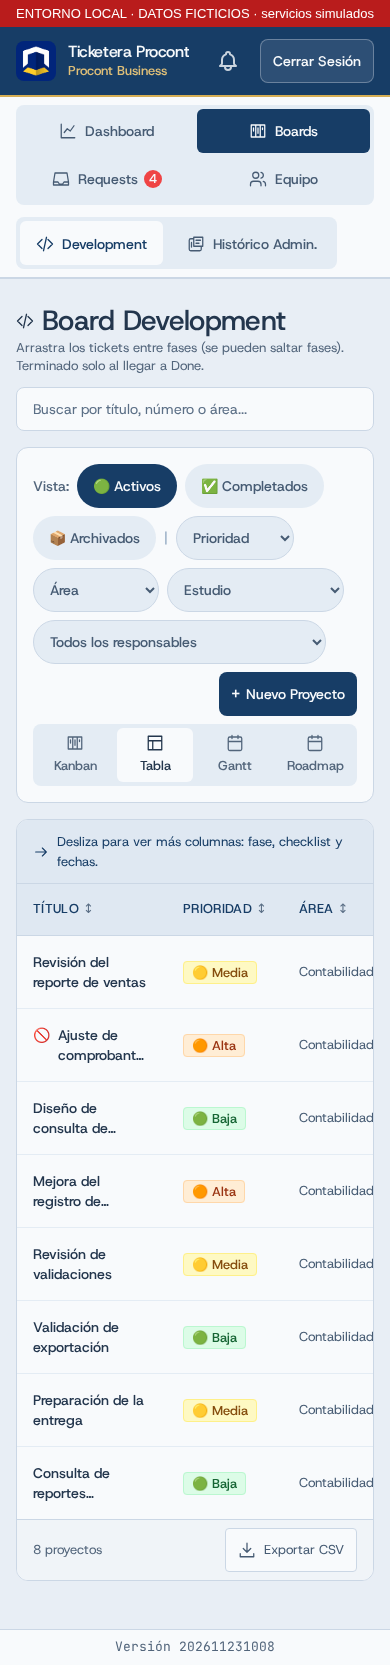 ENTORNO LOCAL · DATOS FICTICIOS · servicios simulados
Ticketera Procont
Procont Business
Cerrar Sesión
Dashboard
Boards
Requests 4
Equipo
Development
Histórico Admin.
Board Development
Arrastra los tickets entre fases (se pueden saltar fases).
Terminado solo al llegar a Done.
Buscar por título, número o área...
Vista:
Activos
Completados
Archivados
|
Prioridad
Área
Estudio
Todos los responsables
+ Nuevo Proyecto
Kanban
Tabla
Gantt
Roadmap
Desliza para ver más columnas: fase, checklist y
fechas.
TÍTULO ↕
PRIORIDAD ↕
ÁREA ↕
Revisión del
reporte de ventas
Media
Contabilidad
Ajuste de
comprobant…
Alta
Contabilidad
Diseño de
consulta de…
Baja
Contabilidad
Mejora del
registro de…
Alta
Contabilidad
Revisión de
validaciones
Media
Contabilidad
Validación de
exportación
Baja
Contabilidad
Preparación de la
entrega
Media
Contabilidad
Consulta de
reportes…
Baja
Contabilidad
8 proyectos
Exportar CSV
Versión 202611231008